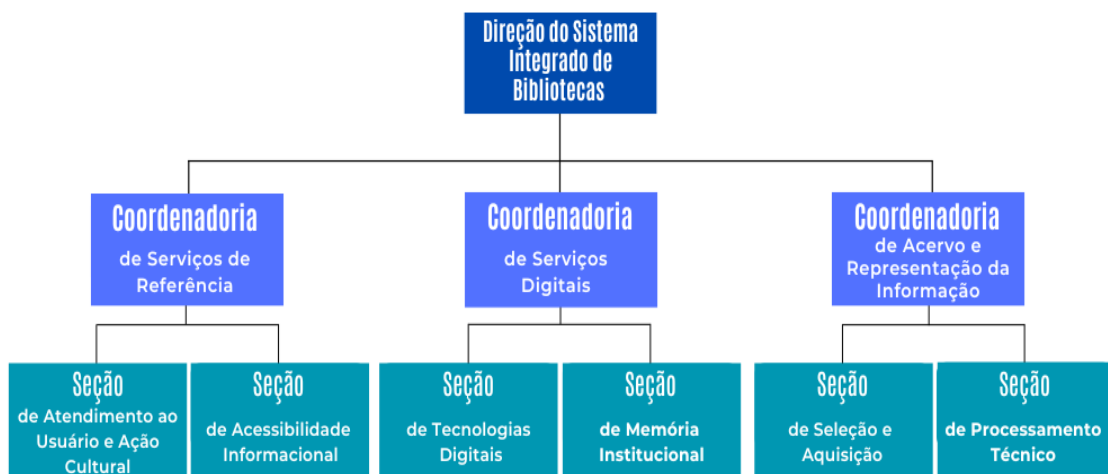 Direção do Sistema
Integrado de
Bibliotecas
Coordenadoria
de Serviços de
Referência
Coordenadoria
de Serviços
Digitais
Coordenadoria
de Acervo e
Representação da
Informação
Seção
de Atendimento ao
Usuário e Ação
Cultural
Seção
de Acessibilidade
Informacional
Seção
de Tecnologias
Digitais
Seção
de Memória
Institucional
Seção
de Seleção e
Aquisição
Seção
de Processamento
Técnico